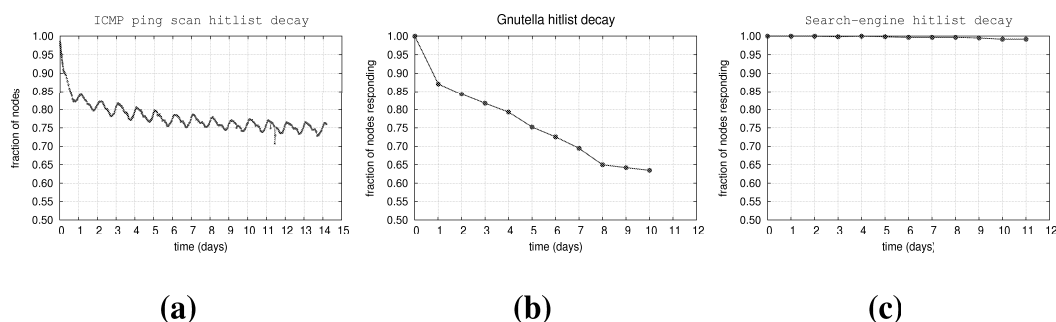 ICMP ping scan hitlist decay
1.00
0.95
0.90
0.85
0.80
0.75
0.70
0.65
0.60
0.55
0.50
fraction of nodes
0 1 2 3 4 5 6 7 8 9 10 11 12 13 14 15
time (days)
(a)
Gnutella hitlist decay
1.00
0.95
0.90
0.85
0.80
0.75
0.70
0.65
0.60
0.55
0.50
fraction of nodes responding
0 1 2 3 4 5 6 7 8 9 10 11 12
time (days)
(b)
Search-engine hitlist decay
1.00
0.95
0.90
0.85
0.80
0.75
0.70
0.65
0.60
0.55
0.50
fraction of nodes responding
0 1 2 3 4 5 6 7 8 9 10 11 12
time (days)
(c)